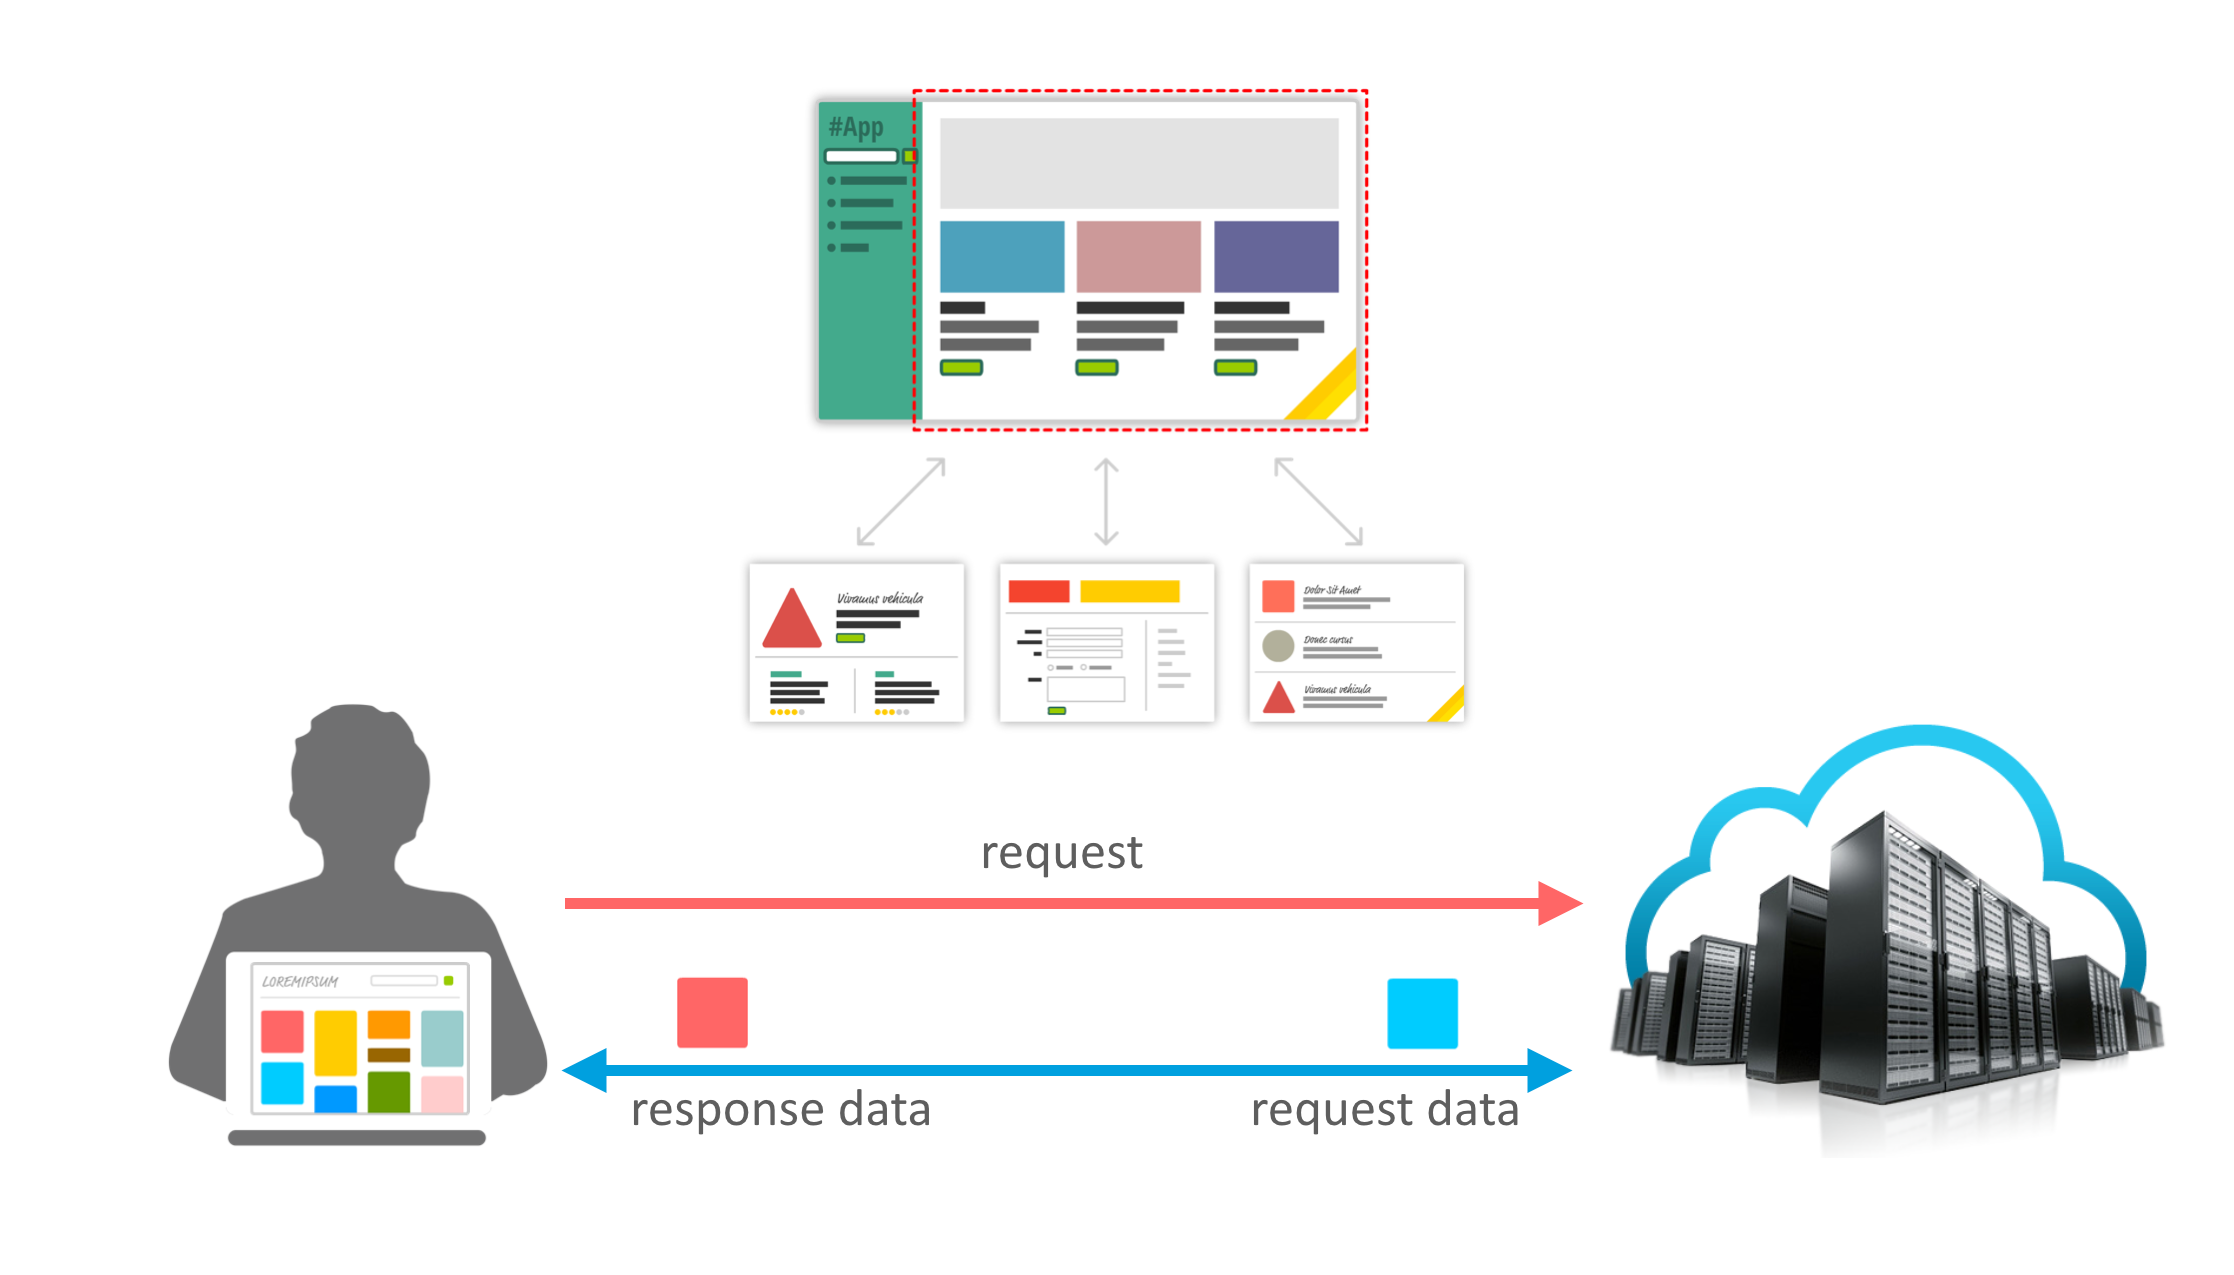 #App
Vivamus vehicula
Dolor Sit Amet
Donec cursus
Vivamus vehicula
request
LOREMIPSUM
response data
request data